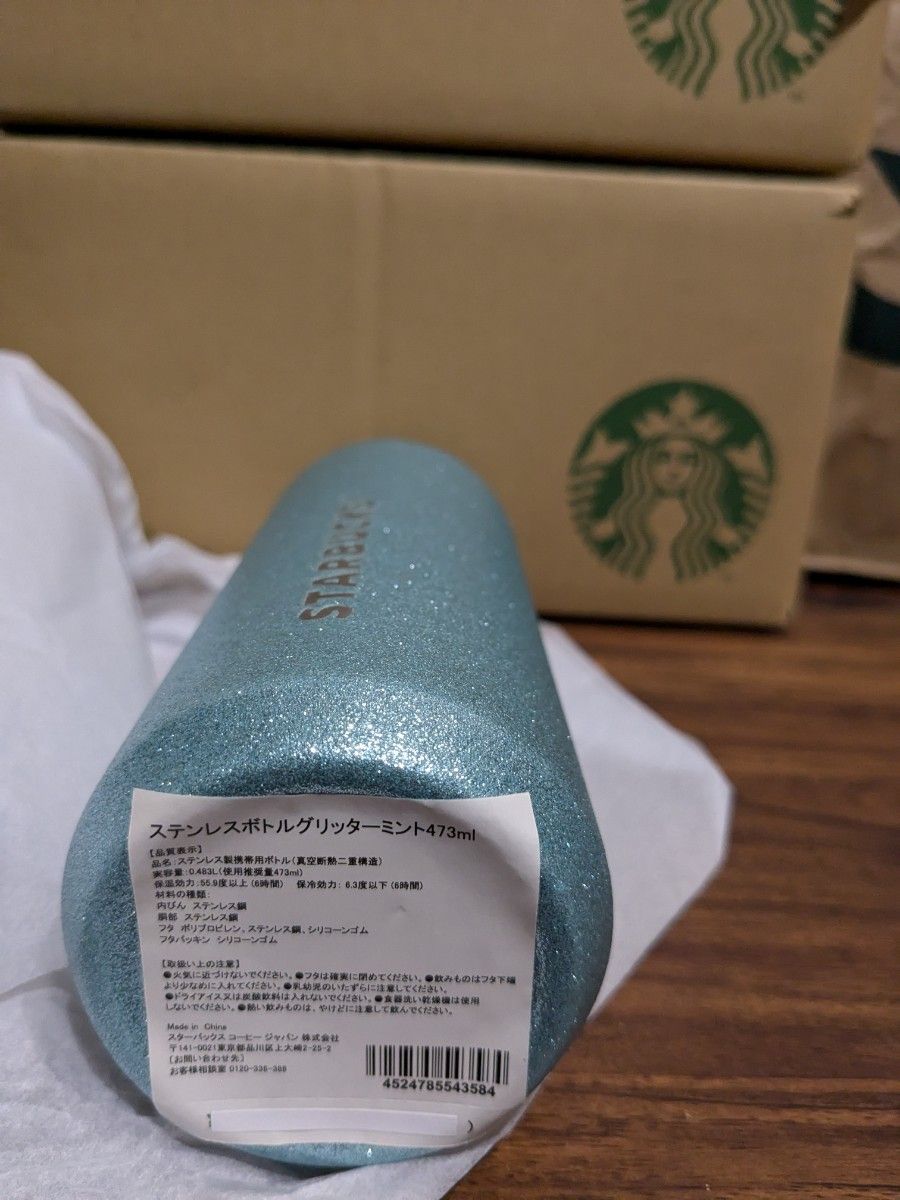 STARBUCKS
ステンレスボトルグリッターミント473ml
【品質表示】
品名:ステンレス製携帯用ボトル(真空断熱二重構造)
実容量:0.483L(使用推奨量473ml)
保温効力:55.9度以上(6時間) 保冷効力: 6.3度以下(6時間)
材料の種類:
内びん ステンレス鋼
胴部 ステンレス鋼
フタ ポリプロピレン、ステンレス鋼、シリコーンゴム
フタパッキン シリコーンゴム
【取扱い上の注意】
●火気に近づけないでください。●フタは確実に閉めてください。●飲みものはフタ下端
より少なめに入れてください。●乳幼児のいたずらに注意してください。
●ドライアイス又は炭酸飲料は入れないでください。●食器洗い乾燥機は使用
しないでください。●熱い飲みものは、やけどに注意して飲んでください。
Made in China
スターバックス コーヒー ジャパン 株式会社
〒141-0021東京都品川区上大崎2-25-2
[お問い合わせ先]
お客様相談室 0120-336-388
4524785543584